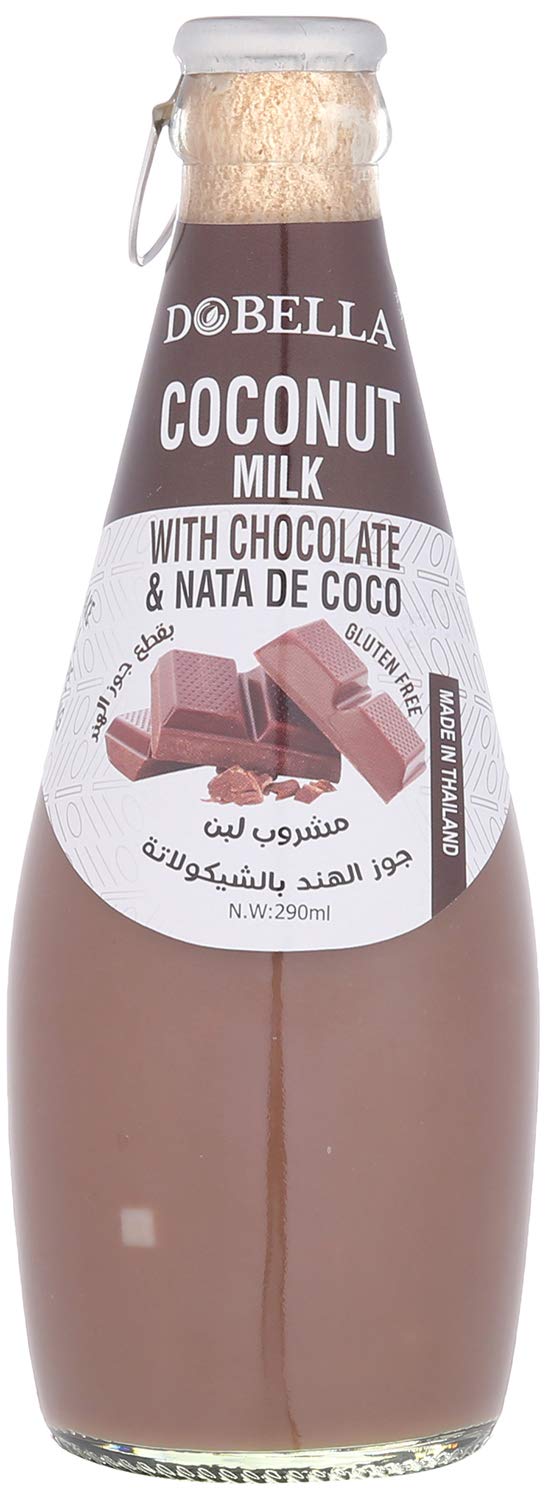 DOBELLA
COCONUT
MILK
WITH CHOCOLATE
& NATA DE COCO
بقطع جوز الهند
GLUTEN FREE
MADE IN THAILAND
مشروب لبن
جوز الهند بالشيكولاتة
N.W:290ml